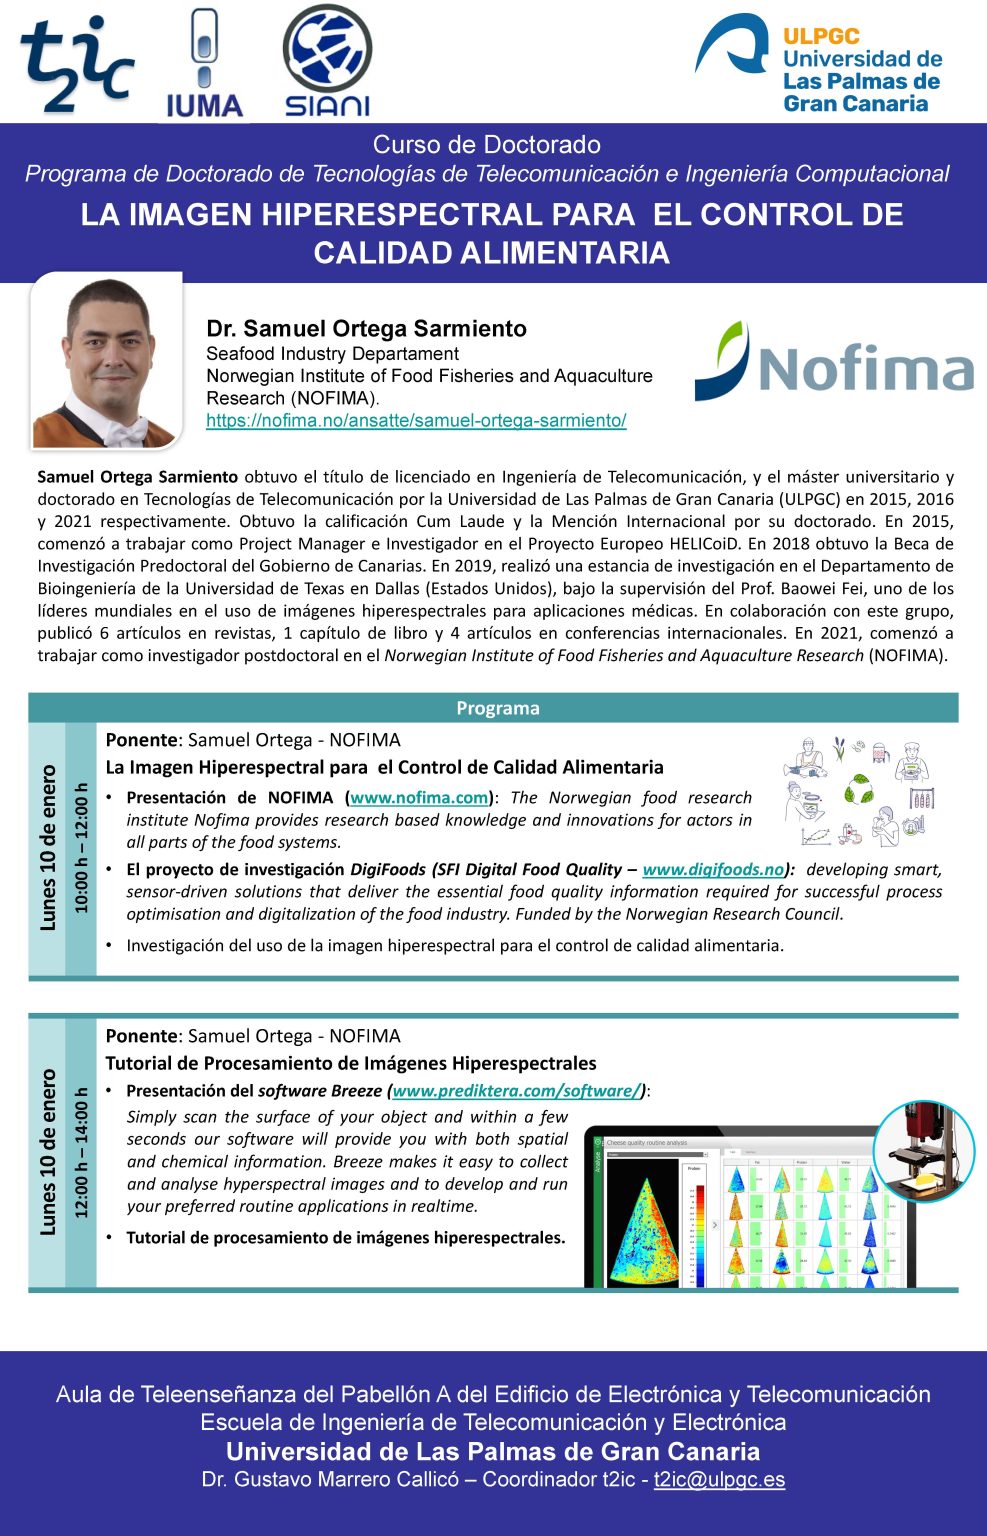 t2ic
IUMA
SIANI
ULPGC
Universidad de
Las Palmas de
Gran Canaria
Curso de Doctorado
Programa de Doctorado de Tecnologías de Telecomunicación e Ingeniería Computacional
LA IMAGEN HIPERESPECTRAL PARA EL CONTROL DE
CALIDAD ALIMENTARIA
Dr. Samuel Ortega Sarmiento
Seafood Industry Departament
Norwegian Institute of Food Fisheries and Aquaculture
Research (NOFIMA).
https://nofima.no/ansatte/samuel-ortega-sarmiento/
Nofima
Samuel Ortega Sarmiento obtuvo el título de licenciado en Ingeniería de Telecomunicación, y el máster universitario y
doctorado en Tecnologías de Telecomunicación por la Universidad de Las Palmas de Gran Canaria (ULPGC) en 2015, 2016
y 2021 respectivamente. Obtuvo la calificación Cum Laude y la Mención Internacional por su doctorado. En 2015,
comenzó a trabajar como Project Manager e Investigador en el Proyecto Europeo HELICoiD. En 2018 obtuvo la Beca de
Investigación Predoctoral del Gobierno de Canarias. En 2019, realizó una estancia de investigación en el Departamento de
Bioingeniería de la Universidad de Texas en Dallas (Estados Unidos), bajo la supervisión del Prof. Baowei Fei, uno de los
líderes mundiales en el uso de imágenes hiperespectrales para aplicaciones médicas. En colaboración con este grupo,
publicó 6 artículos en revistas, 1 capítulo de libro y 4 artículos en conferencias internacionales. En 2021, comenzó a
trabajar como investigador postdoctoral en el Norwegian Institute of Food Fisheries and Aquaculture Research (NOFIMA).
Programa
Lunes 10 de enero
10:00 h – 12:00 h
Ponente: Samuel Ortega - NOFIMA
La Imagen Hiperespectral para el Control de Calidad Alimentaria
• Presentación de NOFIMA (www.nofima.com): The Norwegian food research
institute Nofima provides research based knowledge and innovations for actors in
all parts of the food systems.
• El proyecto de investigación DigiFoods (SFI Digital Food Quality – www.digifoods.no): developing smart,
sensor-driven solutions that deliver the essential food quality information required for successful process
optimisation and digitalization of the food industry. Funded by the Norwegian Research Council.
• Investigación del uso de la imagen hiperespectral para el control de calidad alimentaria.
Lunes 10 de enero
12:00 h – 14:00 h
Ponente: Samuel Ortega - NOFIMA
Tutorial de Procesamiento de Imágenes Hiperespectrales
• Presentación del software Breeze (www.prediktera.com/software/):
Simply scan the surface of your object and within a few
seconds our software will provide you with both spatial
and chemical information. Breeze makes it easy to collect
and analyse hyperspectral images and to develop and run
your preferred routine applications in realtime.
• Tutorial de procesamiento de imágenes hiperespectrales.
Analyse
Cheese quality routine analysis
Aula de Teleenseñanza del Pabellón A del Edificio de Electrónica y Telecomunicación
Escuela de Ingeniería de Telecomunicación y Electrónica
Universidad de Las Palmas de Gran Canaria
Dr. Gustavo Marrero Callicó – Coordinador t2ic - t2ic@ulpgc.es